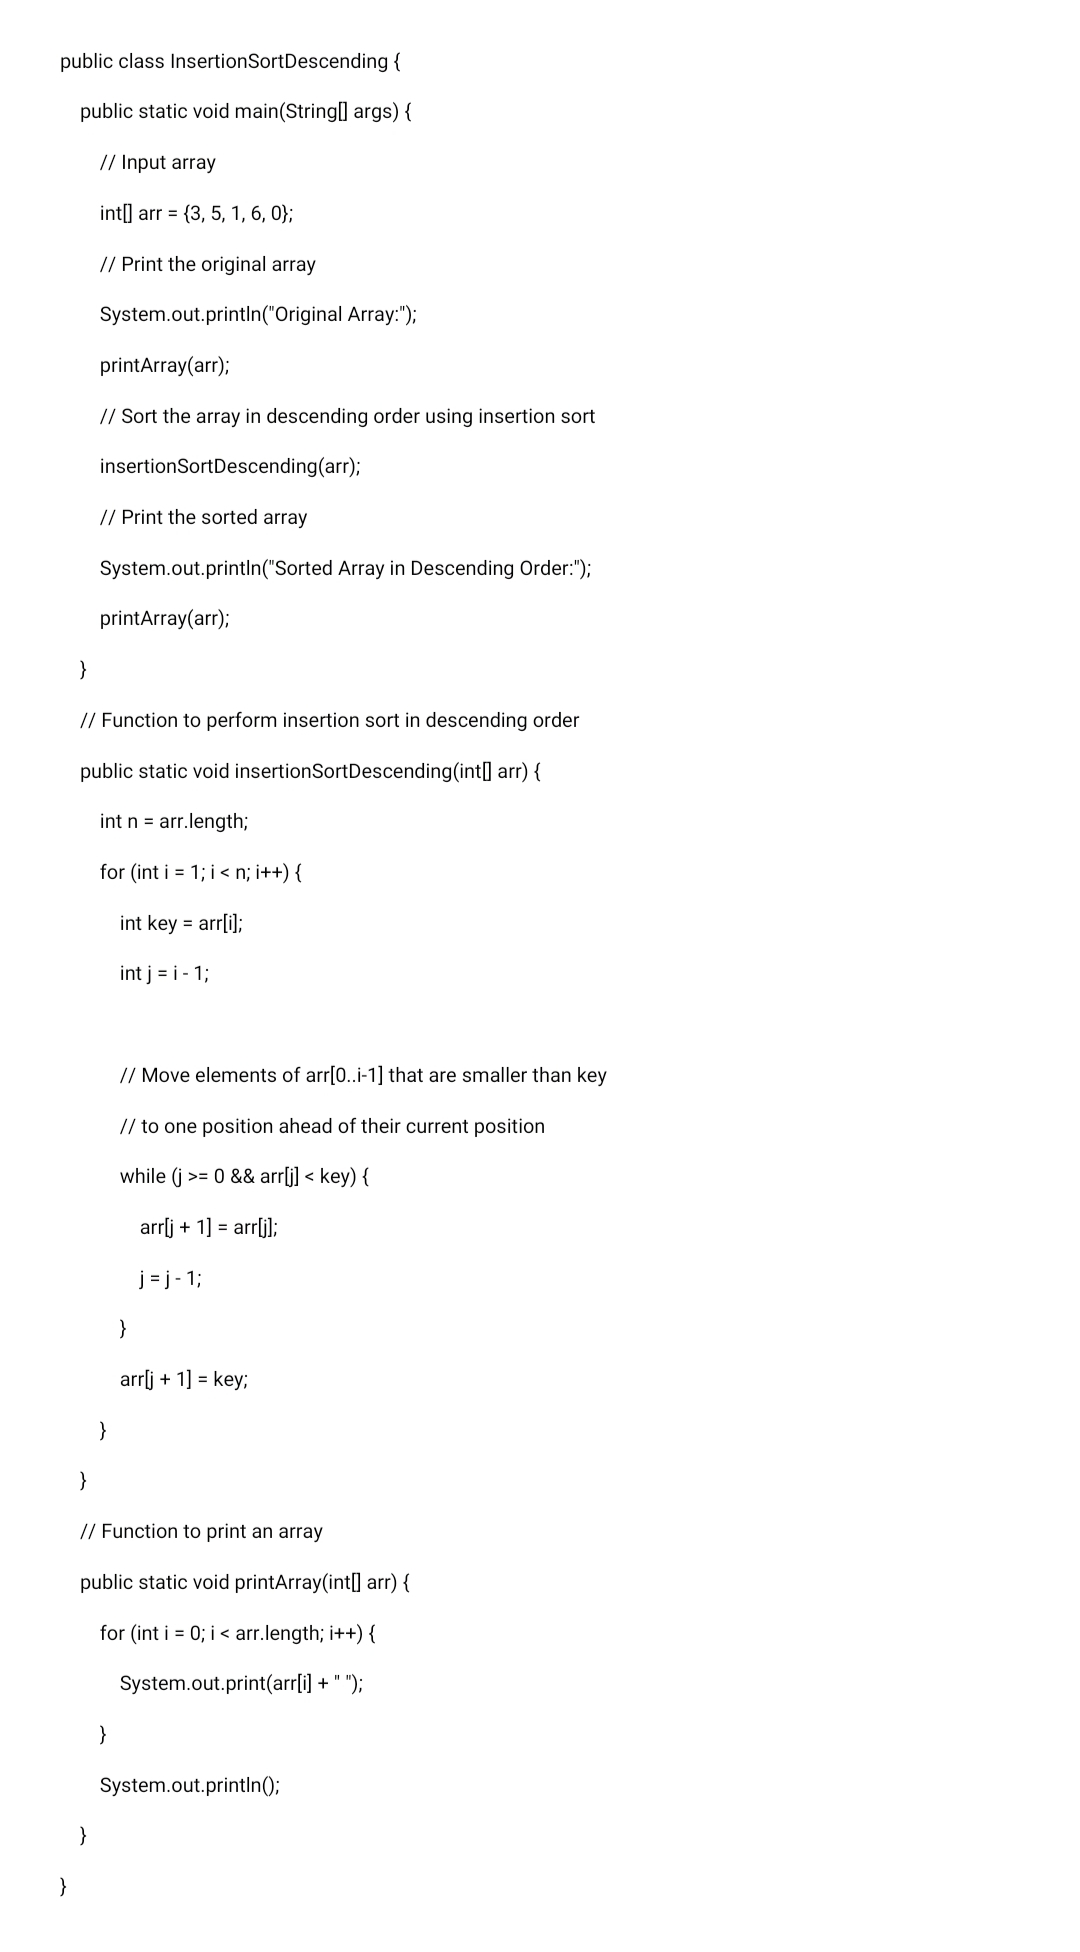 public class InsertionSortDescending {
public static void main(String[] args) {
// Input array
int[] arr = {3, 5, 1, 6, 0};
// Print the original array
System.out.println("Original Array:");
printArray(arr);
// Sort the array in descending order using insertion sort
insertionSortDescending(arr);
// Print the sorted array
System.out.println("Sorted Array in Descending Order:");
printArray(arr);
}
// Function to perform insertion sort in descending order
public static void insertionSortDescending(int[] arr) {
int n = arr.length;
for (int i = 1; i < n; i++) {
int key = arr[i];
int j = i - 1;
// Move elements of arr[0..i-1] that are smaller than key
// to one position ahead of their current position
while (j >= 0 && arr[j] < key) {
arr[j + 1] = arr[j];
j = j - 1;
}
arr[j + 1] = key;
}
}
// Function to print an array
public static void printArray(int[] arr) {
for (int i = 0; i < arr.length; i++) {
System.out.print(arr[i] + " ");
}
System.out.println();
}
}